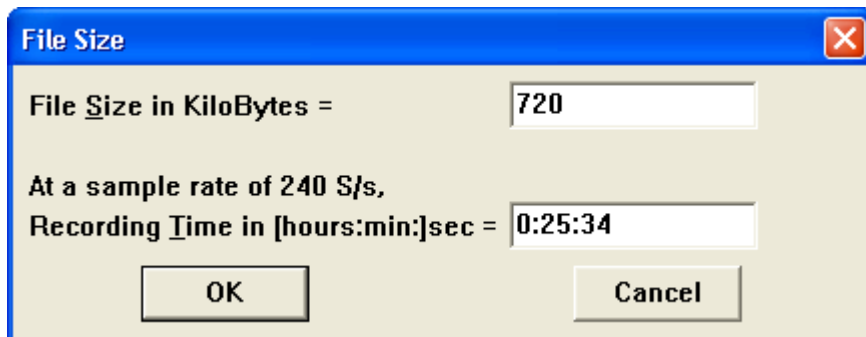 File Size
File Size in KiloBytes = 720
At a sample rate of 240 S/s,
Recording Time in [hours:min:]sec = 0:25:34
OK Cancel